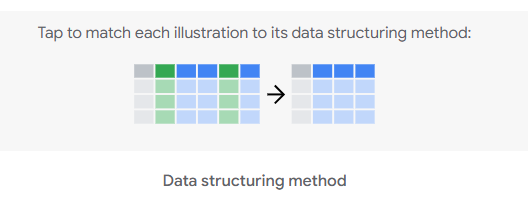 Tap to match each illustration to its data structuring method:
Data structuring method